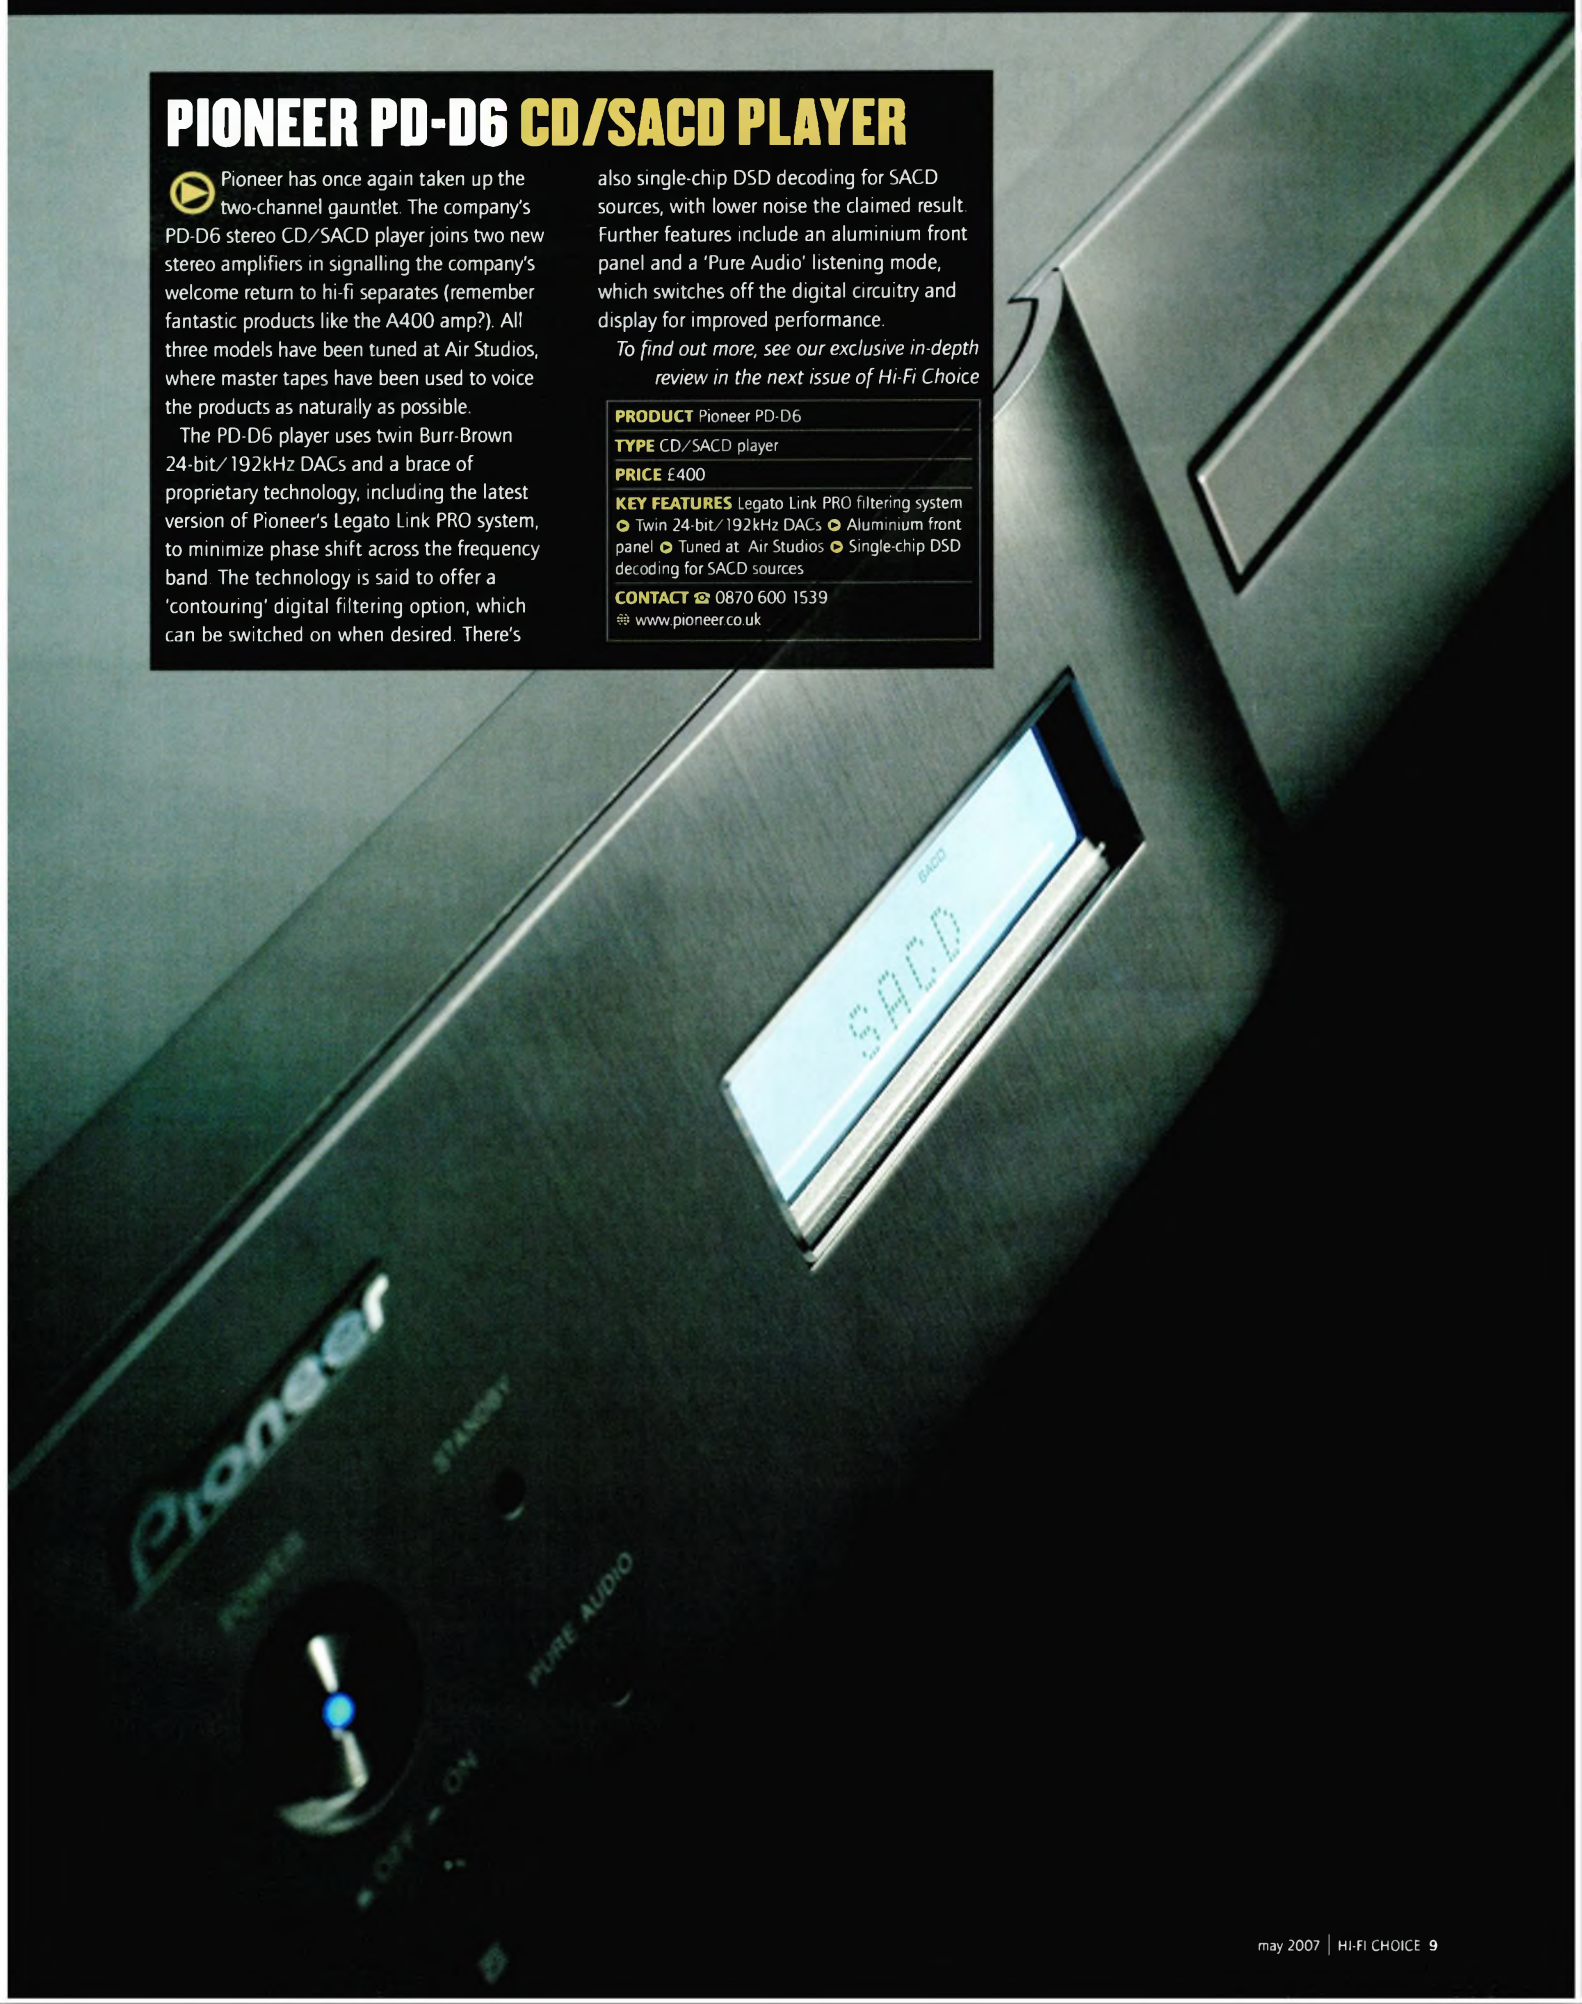 PIONEER PD-D6 CD/SACD PLAYER
Pioneer has once again taken up the
two-channel gauntlet. The company's
PD-D6 stereo CD/SACD player joins two new
stereo amplifiers in signalling the company's
welcome return to hi-fi separates (remember
fantastic products like the A400 amp?). All
three models have been tuned at Air Studios,
where master tapes have been used to voice
the products as naturally as possible.
The PD-D6 player uses twin Burr-Brown
24-bit/192kHz DACs and a brace of
proprietary technology, including the latest
version of Pioneer's Legato Link PRO system,
to minimize phase shift across the frequency
band. The technology is said to offer a
'contouring' digital filtering option, which
can be switched on when desired. There's
also single-chip DSD decoding for SACD
sources, with lower noise the claimed result.
Further features include an aluminium front
panel and a 'Pure Audio' listening mode,
which switches off the digital circuitry and
display for improved performance.
To find out more, see our exclusive in-depth
review in the next issue of Hi-Fi Choice
PRODUCT Pioneer PD-D6
TYPE CD/SACD player
PRICE £400
KEY FEATURES Legato Link PRO filtering system
Twin 24-bit/192kHz DACs Aluminium front
panel Tuned at Air Studios Single-chip DSD
decoding for SACD sources
CONTACT ☎ 0870 600 1539
www.pioneer.co.uk
SACD
SACD
Pioneer
STANDBY
POWER
PURE AUDIO
OFF ON
may 2007 | HI-FI CHOICE 9